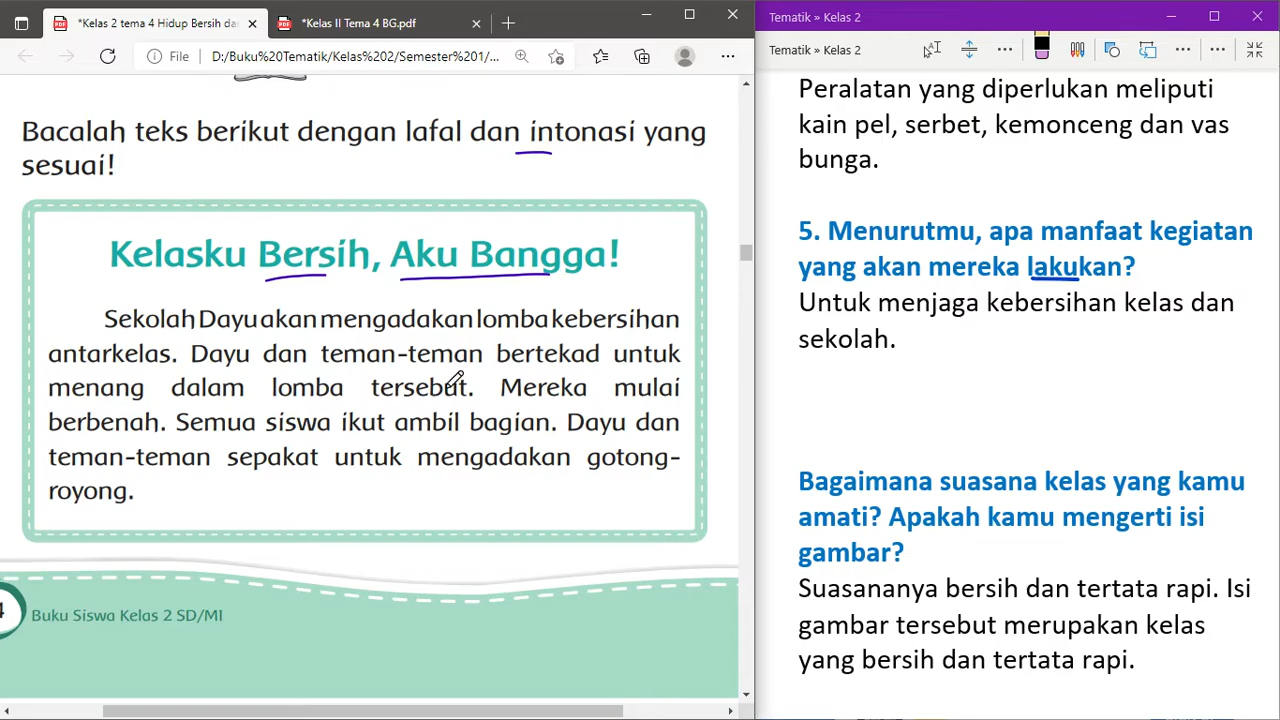 *Kelas 2 tema 4 Hidup Bersih da
*Kelas II Tema 4 BG.pdf
File
D:/Buku%20Tematik/Kelas%202/Semester%201/...
Bacalah teks berikut dengan lafal dan intonasi yang
sesuai!
Kelasku Bersih, Aku Bangga!
Sekolah Dayu akan mengadakan lomba kebersihan
antarkelas. Dayu dan teman-teman bertekad untuk
menang dalam lomba tersebut. Mereka mulai
berbenah. Semua siswa ikut ambil bagian. Dayu dan
teman-teman sepakat untuk mengadakan gotong-
royong.
4
Buku Siswa Kelas 2 SD/MI
Tematik » Kelas 2
Tematik » Kelas 2
Peralatan yang diperlukan meliputi
kain pel, serbet, kemonceng dan vas
bunga.
5. Menurutmu, apa manfaat kegiatan
yang akan mereka lakukan?
Untuk menjaga kebersihan kelas dan
sekolah.
Bagaimana suasana kelas yang kamu
amati? Apakah kamu mengerti isi
gambar?
Suasananya bersih dan tertata rapi. Isi
gambar tersebut merupakan kelas
yang bersih dan tertata rapi.